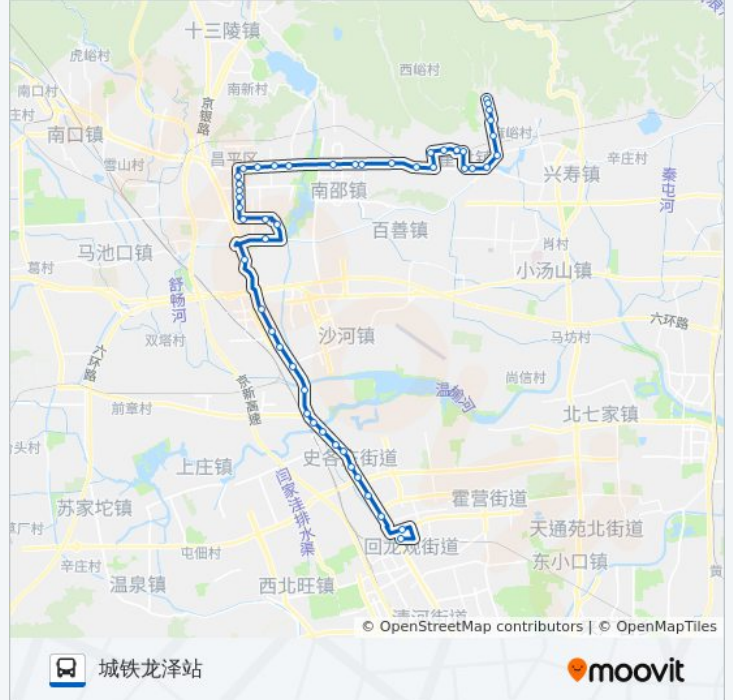 十三陵镇
虎峪村
西峪村
南口村
南新村
庄村
京银路
南口镇
昌平区
雪山村
辛庄村
兴寿镇
秦屯河
南邵镇
百善镇
肖村
马池口镇
小汤山镇
葛村
舒畅河
六环路
双塔村
沙河镇
马坊村
六环路
尚信村
温榆河
京新高速
前章村
北七家镇
头村
上庄镇
闫家洼排水渠
霍营街道
苏家坨镇
天通苑北街道
屯佃村
回龙观街道
东小口镇
辛庄村
黄
温泉镇
西北旺镇
清河街道
© OpenStreetMap contributors | © OpenMapTiles
城铁龙泽站
moovit